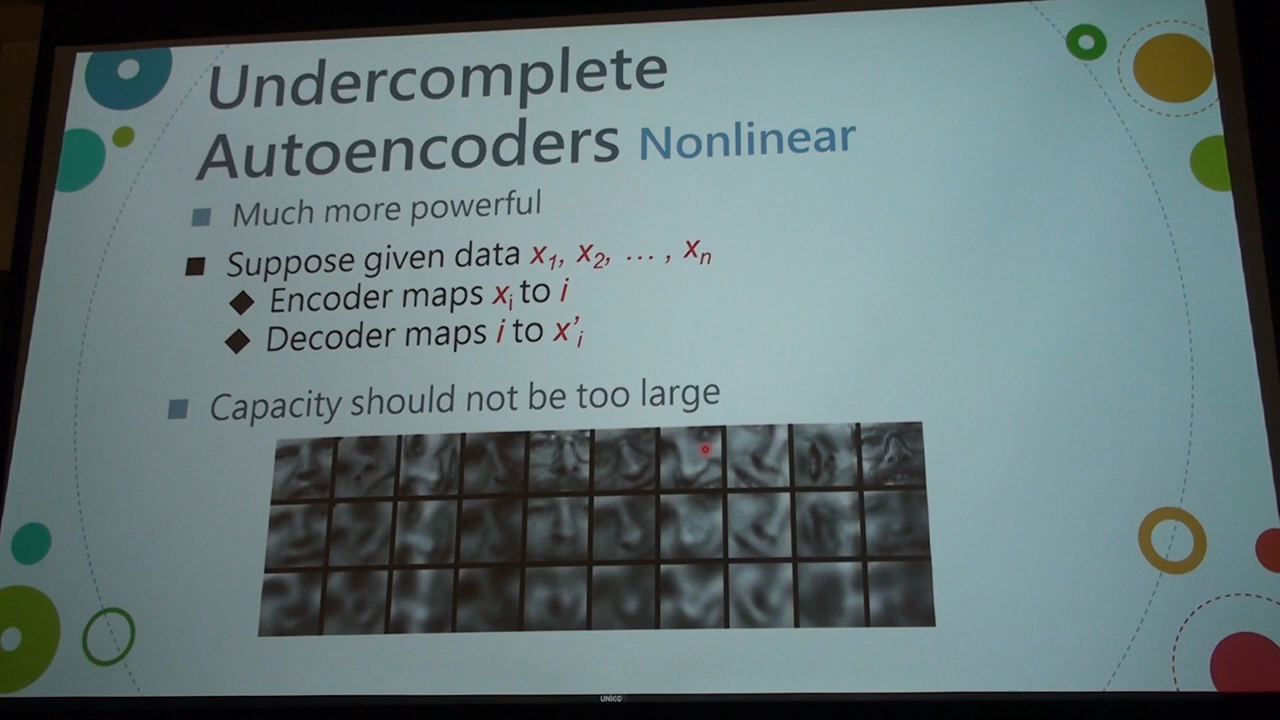 Undercomplete
Autoencoders Nonlinear
Much more powerful
Suppose given data x₁, x₂, … , xₙ
Encoder maps xᵢ to i
Decoder maps i to x’ᵢ
Capacity should not be too large
UNICO